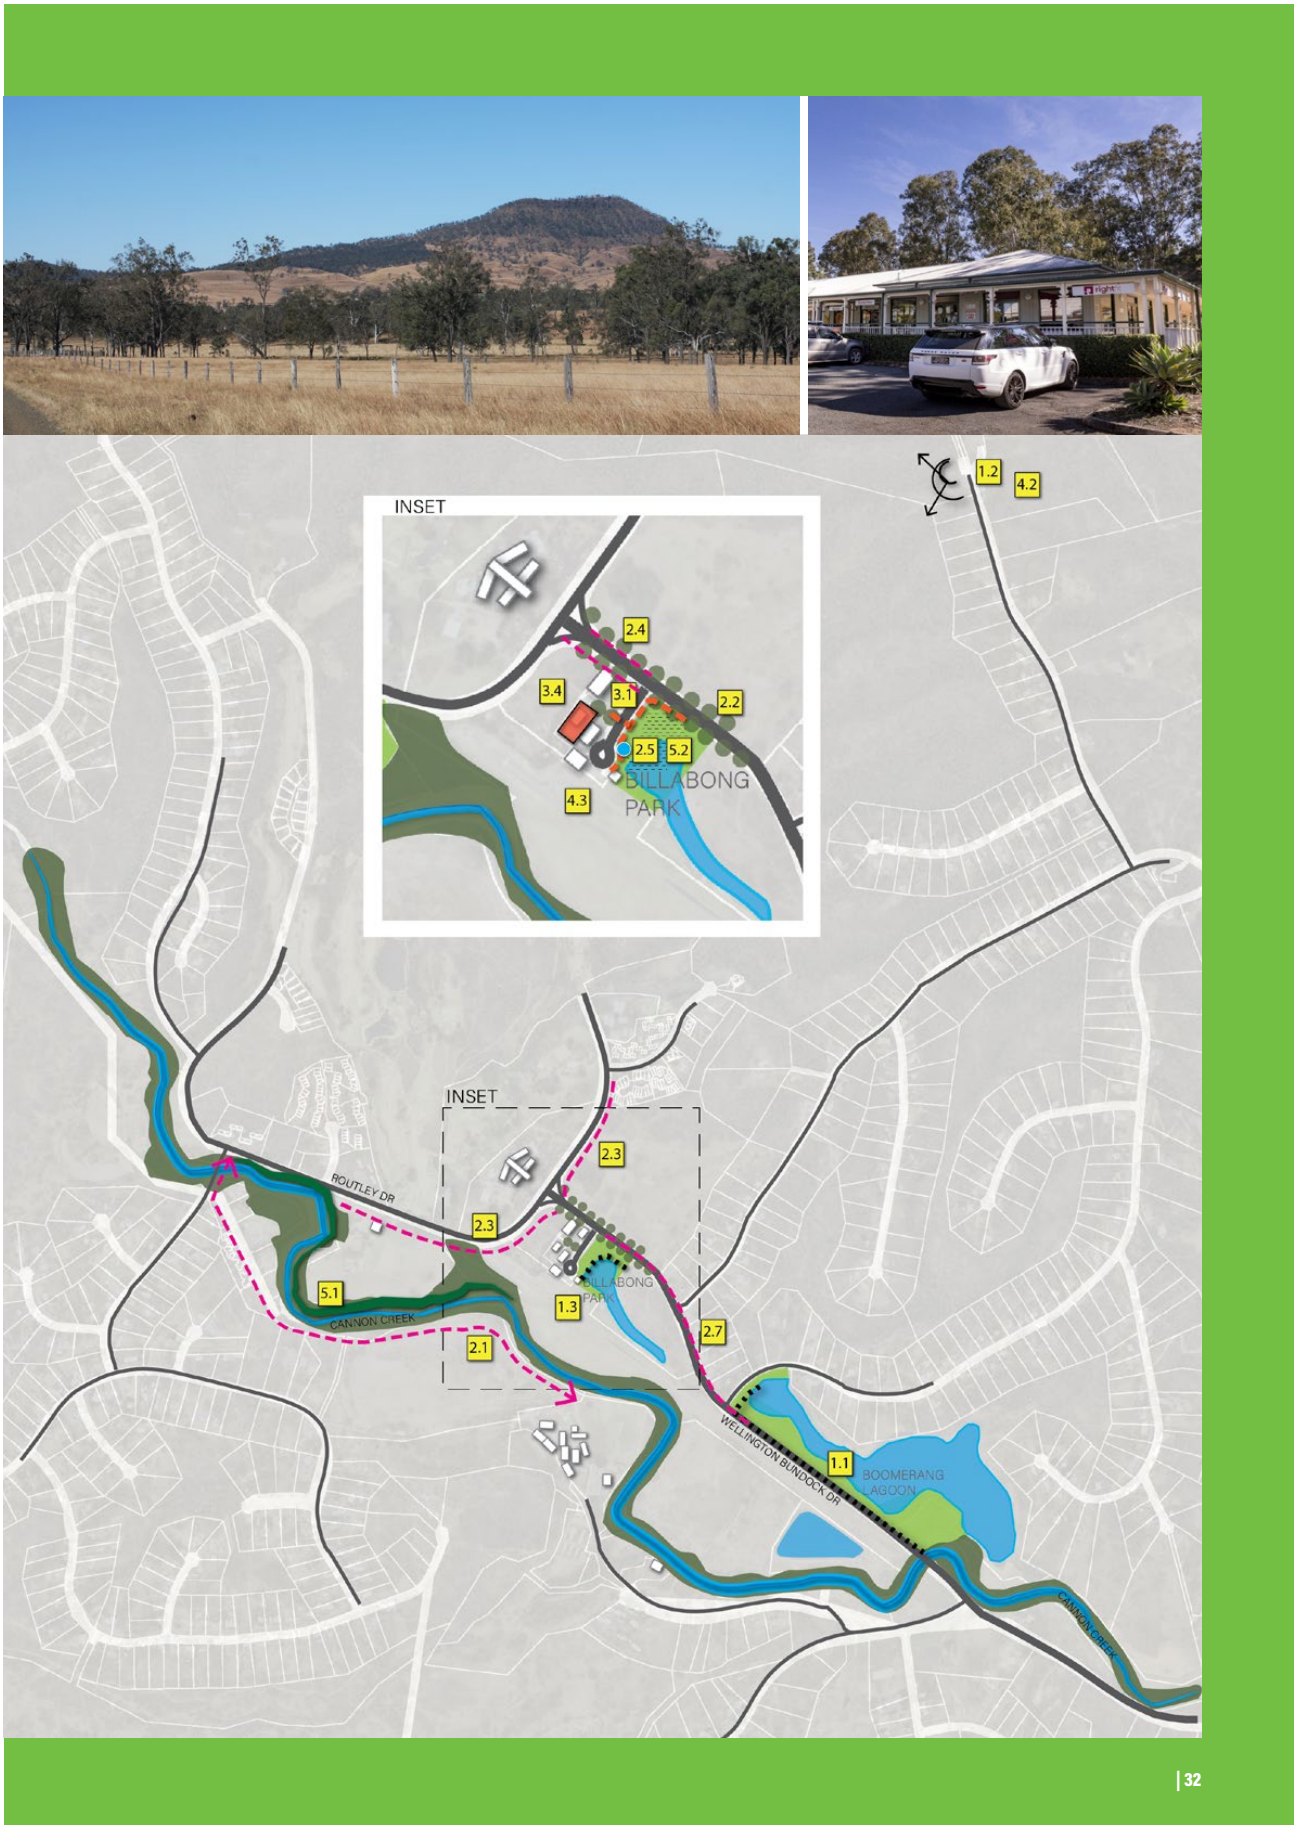 right
1.2
4.2
INSET
2.4
3.4
3.1
2.2
2.5
5.2
BILLABONG
PARK
4.3
INSET
2.3
ROUTLEY DR
2.3
5.1
CANNON CREEK
BILLABONG
PARK
1.3
2.1
2.7
WELLINGTON BUNDOCK DR
1.1
BOOMERANG
LAGOON
CANNON CREEK
| 32